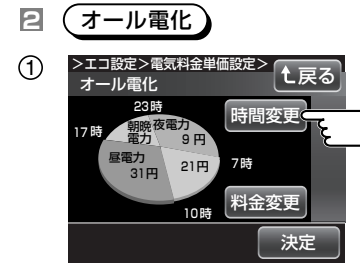 2 オール電化
①
>エコ設定>電気料金単価設定>
もどる戻る
オール電化
時間変更
23時
17時
朝晩電力
夜電力
9円
昼電力
31円
21円
7時
10時
料金変更
決定